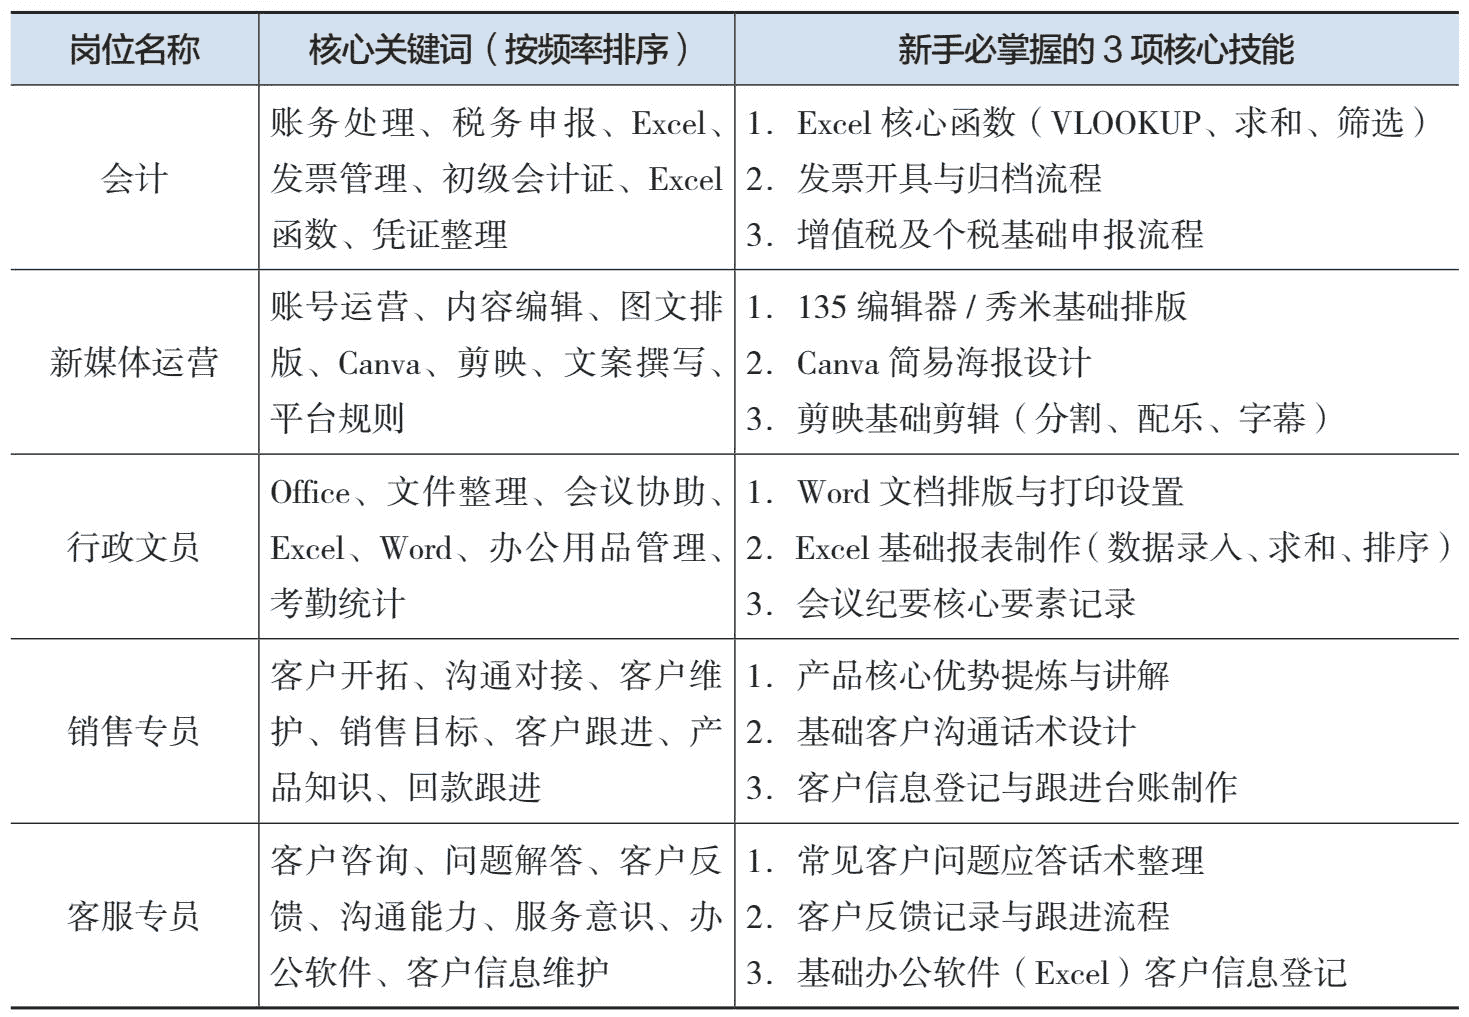 岗位名称
核心关键词（按频率排序）
新手必掌握的 3 项核心技能
会计
账务处理、税务申报、Excel、
发票管理、初级会计证、Excel
函数、凭证整理
1. Excel 核心函数（VLOOKUP、求和、筛选）
2. 发票开具与归档流程
3. 增值税及个税基础申报流程
新媒体运营
账号运营、内容编辑、图文排
版、Canva、剪映、文案撰写、
平台规则
1. 135 编辑器 / 秀米基础排版
2. Canva 简易海报设计
3. 剪映基础剪辑（分割、配乐、字幕）
行政文员
Office、文件整理、会议协助、
Excel、Word、办公用品管理、
考勤统计
1. Word 文档排版与打印设置
2. Excel 基础报表制作（数据录入、求和、排序）
3. 会议纪要核心要素记录
销售专员
客户开拓、沟通对接、客户维
护、销售目标、客户跟进、产
品知识、回款跟进
1. 产品核心优势提炼与讲解
2. 基础客户沟通话术设计
3. 客户信息登记与跟进台账制作
客服专员
客户咨询、问题解答、客户反
馈、沟通能力、服务意识、办
公软件、客户信息维护
1. 常见客户问题应答话术整理
2. 客户反馈记录与跟进流程
3. 基础办公软件（Excel）客户信息登记